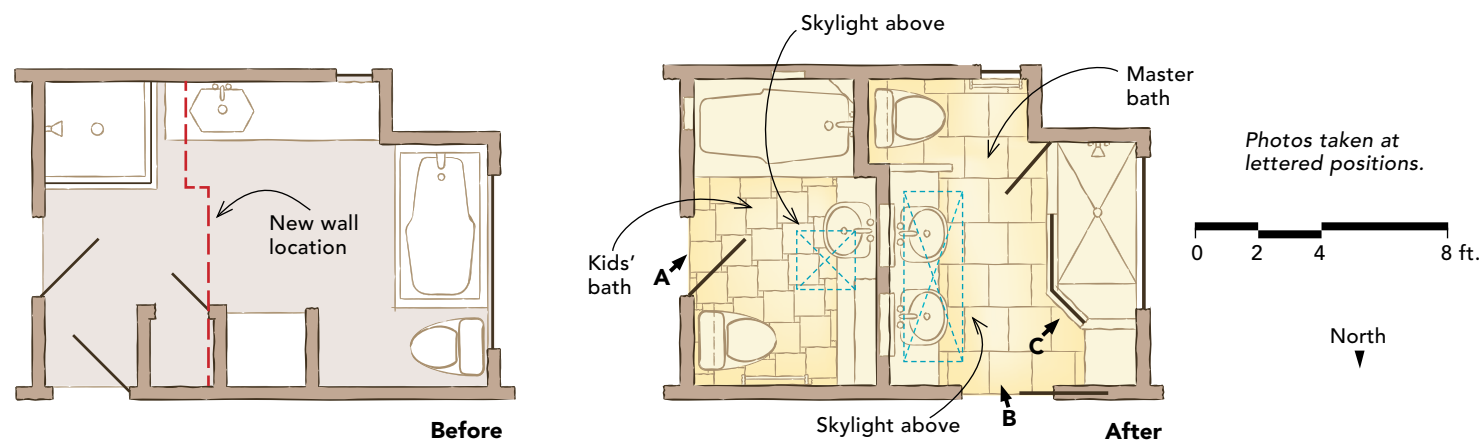 Skylight above
Master
bath
Photos taken at
lettered positions.
New wall
location
Kids'
bath
A
0 2 4 8 ft.
C
North
B
Skylight above
Before
After